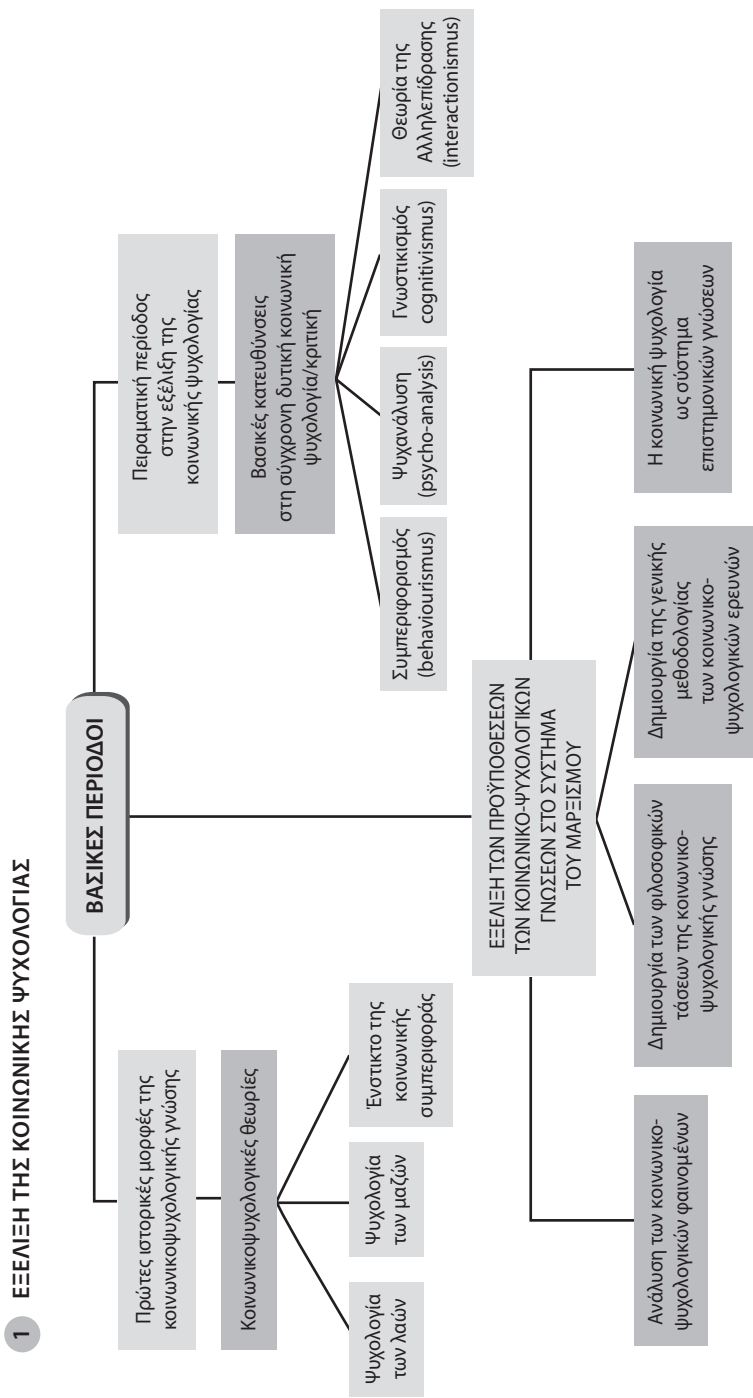 1 ΕΞΕΛΙΞΗ ΤΗΣ ΚΟΙΝΩΝΙΚΗΣ ΨΥΧΟΛΟΓΙΑΣ
ΒΑΣΙΚΕΣ ΠΕΡΙΟΔΟΙ
Πρώτες ιστορικές μορφές της
κοινωνικοψυχολογικής γνώσης
Κοινωνικοψυχολογικές θεωρίες
Ψυχολογία
των λαών
Ψυχολογία
των μαζών
Ένστικτο της
κοινωνικής
συμπεριφοράς
Πειραματική περίοδος
στην εξέλιξη της
κοινωνικής ψυχολογίας
Βασικές κατευθύνσεις
στη σύγχρονη δυτική κοινωνική
ψυχολογία/κριτική
Συμπεριφορισμός
(behaviourismus)
Ψυχανάλυση
(psycho-analysis)
Γνωστικισμός
cognitivismus)
Θεωρία της
Αλληλεπίδρασης
(interactionismus)
ΕΞΕΛΙΞΗ ΤΩΝ ΠΡΟΫΠΟΘΕΣΕΩΝ
ΤΩΝ ΚΟΙΝΩΝΙΚΟ-ΨΥΧΟΛΟΓΙΚΩΝ
ΓΝΩΣΕΩΝ ΣΤΟ ΣΥΣΤΗΜΑ
ΤΟΥ ΜΑΡΞΙΣΜΟΥ
Ανάλυση των κοινωνικο-
ψυχολογικών φαινομένων
Δημιουργία των φιλοσοφικών
τάσεων της κοινωνικο-
ψυχολογικής γνώσης
Δημιουργία της γενικής
μεθοδολογίας
των κοινωνικο-
ψυχολογικών ερευνών
Η κοινωνική ψυχολογία
ως σύστημα
επιστημονικών γνώσεων